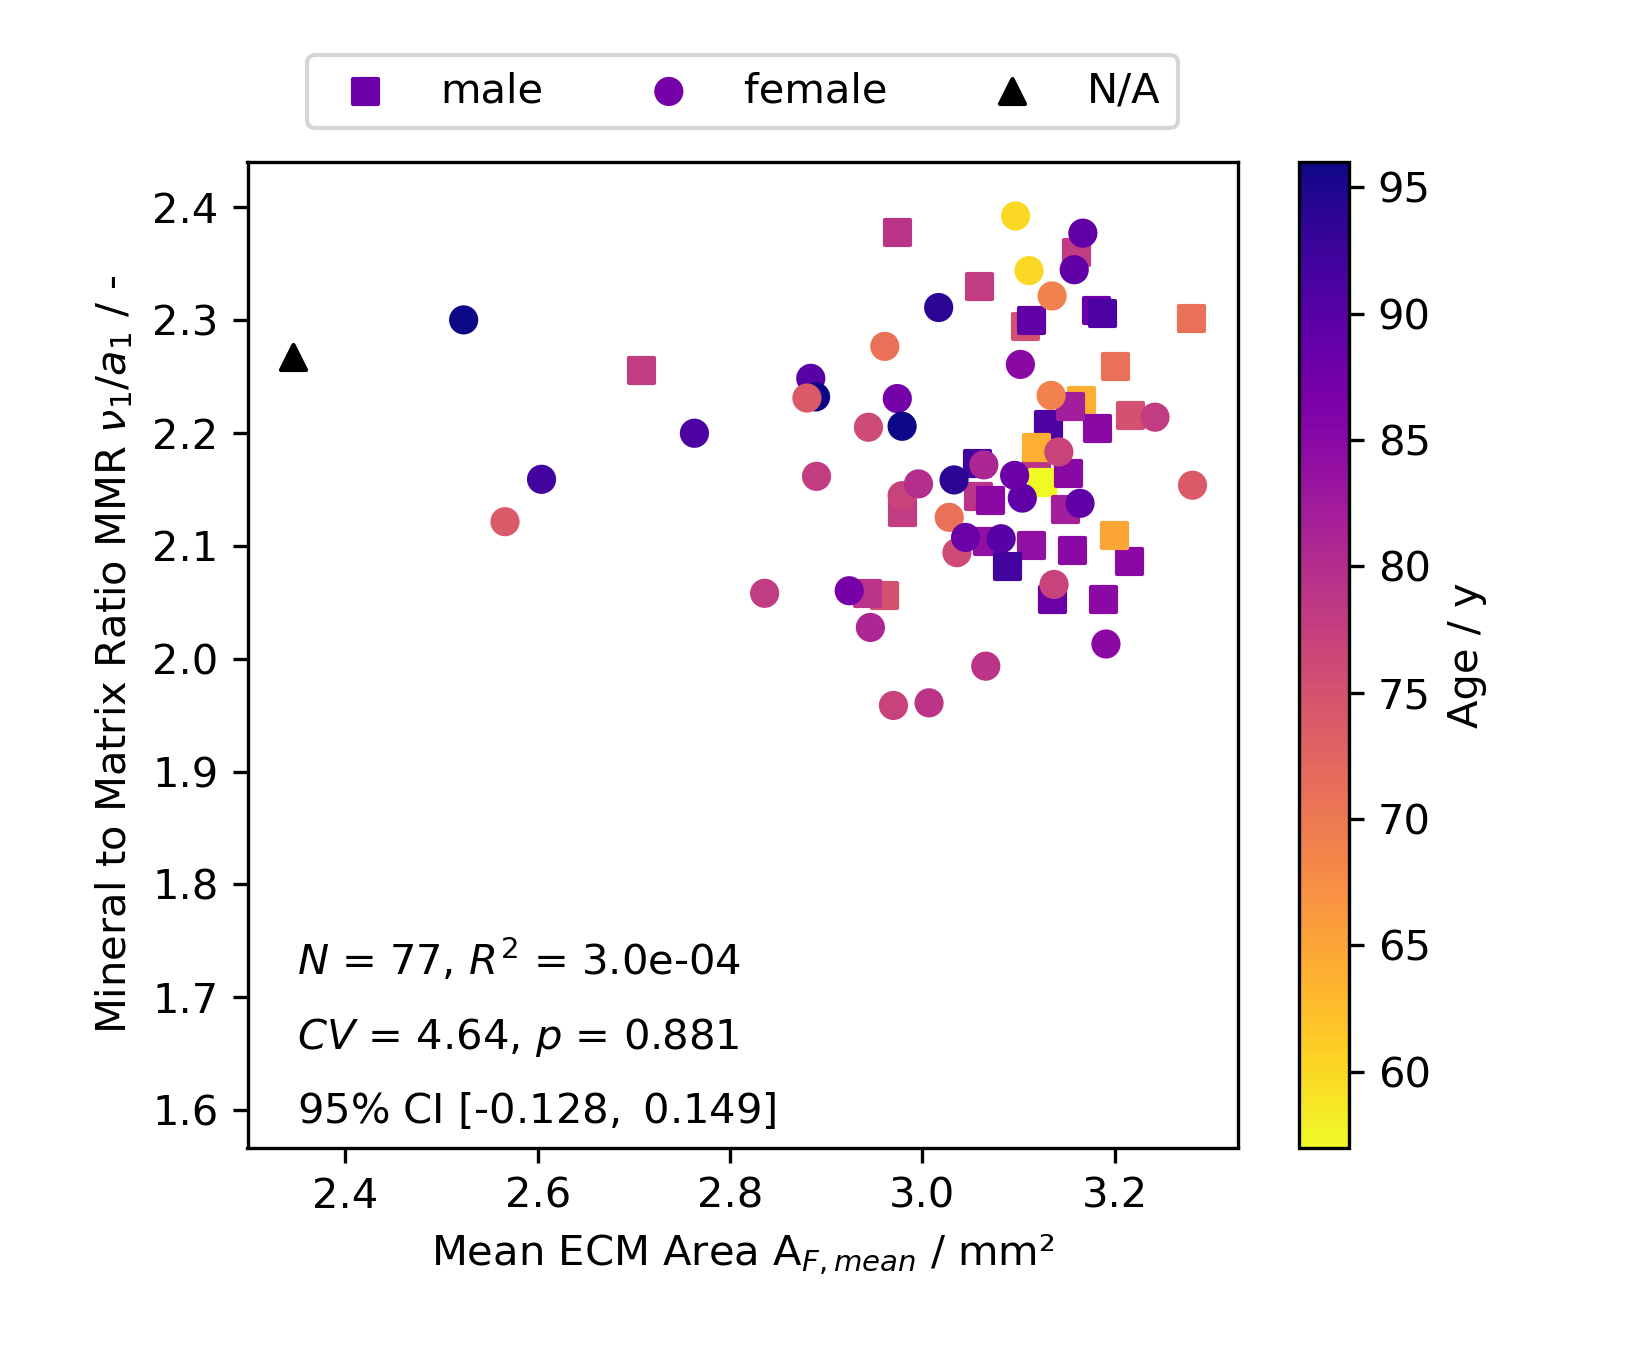 male female N/A
2.4
2.3
2.2
2.1
2.0
1.9
1.8
1.7
1.6
Mineral to Matrix Ratio MMR ν₁/a₁ / -
N = 77, R² = 3.0e-04
CV = 4.64, p = 0.881
95% CI [-0.128, 0.149]
2.4 2.6 2.8 3.0 3.2
Mean ECM Area A_F,mean / mm²
95
90
85
80
75
70
65
60
Age / y